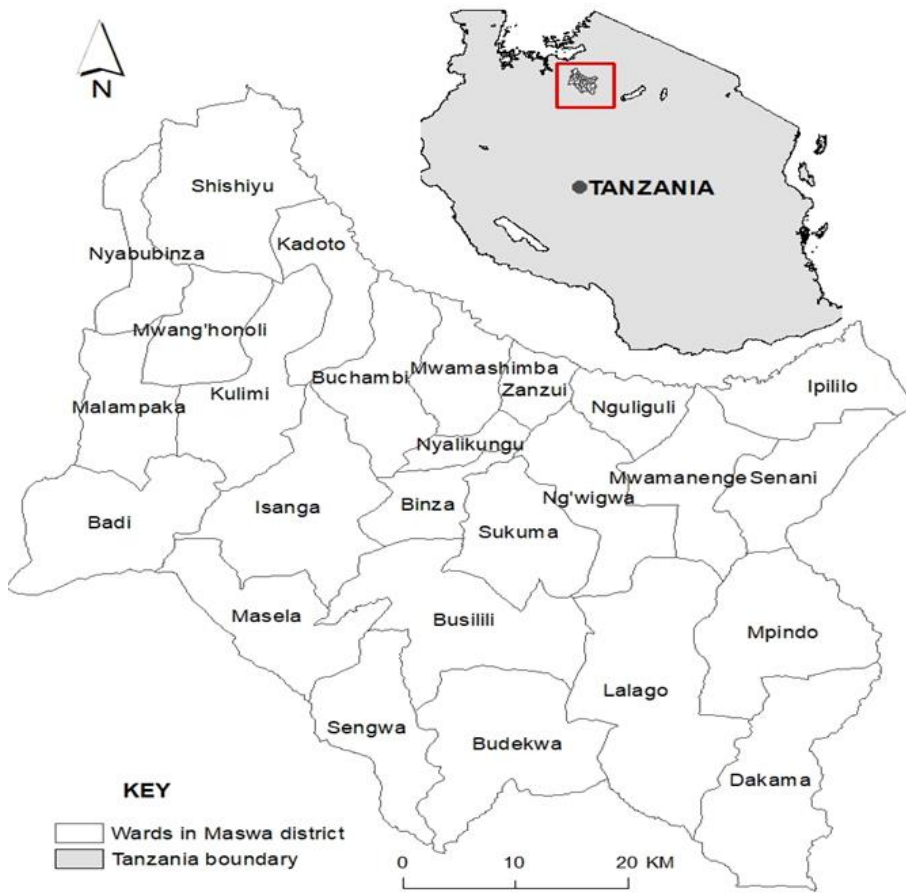 N
TANZANIA
Shishiyu
Kadoto
Nyabubinza
Mwang'honoli
Mwamashimba
Buchambi
Zanzui
Ipililo
Kulimi
Malampaka
Nguliguli
Nyalikungu
Mwamanenge
Senani
Ng'wigwa
Binza
Isanga
Badi
Sukuma
Masela
Busilili
Mpindo
Lalago
Sengwa
Budekwa
Dakama
KEY
Wards in Maswa district
Tanzania boundary
0 10 20 KM